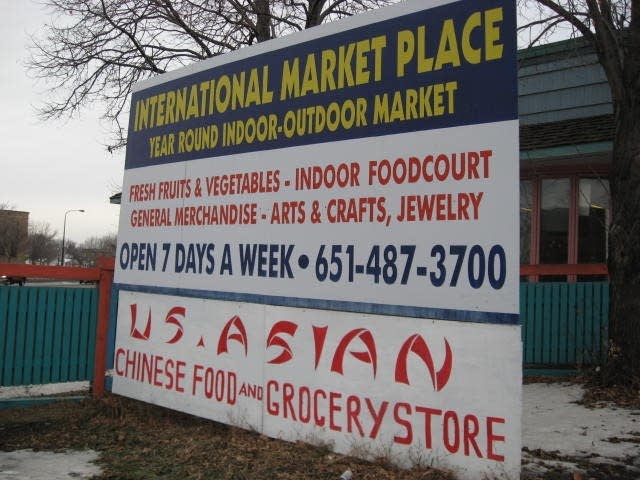 INTERNATIONAL MARKET PLACE
YEAR ROUND INDOOR-OUTDOOR MARKET
FRESH FRUITS & VEGETABLES - INDOOR FOODCOURT
GENERAL MERCHANDISE - ARTS & CRAFTS, JEWELRY
OPEN 7 DAYS A WEEK • 651-487-3700
U.S. ASIAN
CHINESE FOOD AND GROCERY STORE